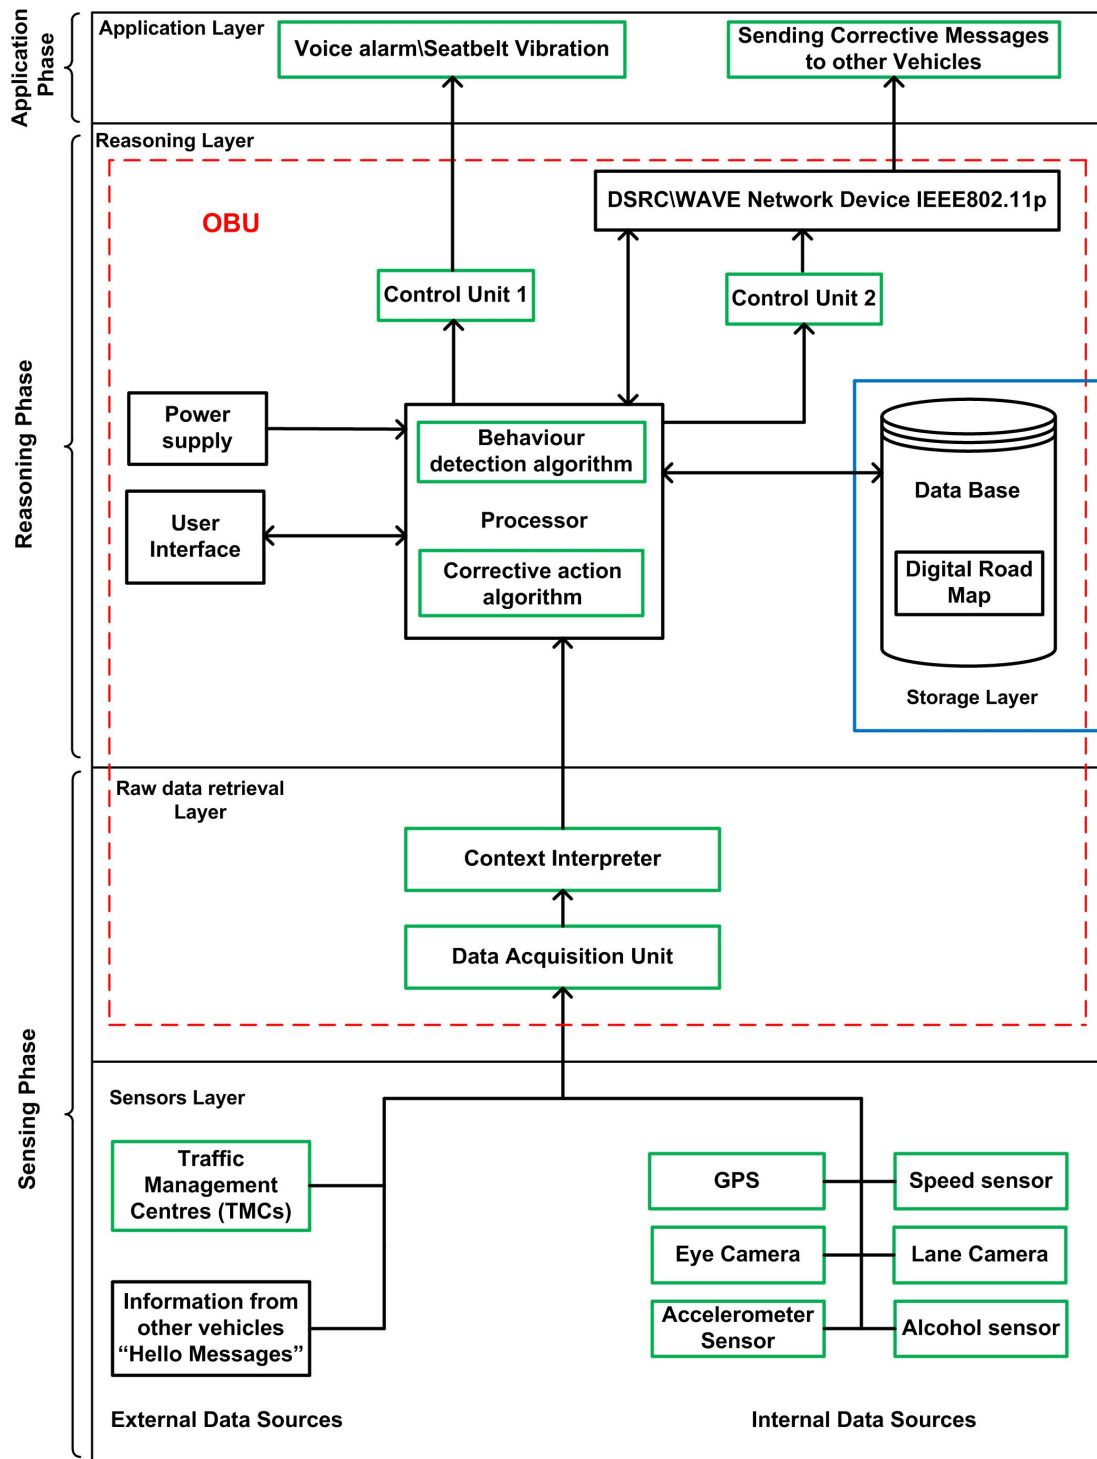 Application Phase
Application Layer
Voice alarm\Seatbelt Vibration
Sending Corrective Messages
to other Vehicles
Reasoning Phase
Reasoning Layer
OBU
DSRC\WAVE Network Device IEEE802.11p
Control Unit 1
Control Unit 2
Power
supply
Behaviour
detection algorithm
User
Interface
Processor
Corrective action
algorithm
Data Base
Digital Road
Map
Storage Layer
Sensing Phase
Raw data retrieval
Layer
Context Interpreter
Data Acquisition Unit
Sensors Layer
Traffic
Management
Centres (TMCs)
Information from
other vehicles
“Hello Messages”
GPS
Speed sensor
Eye Camera
Lane Camera
Accelerometer
Sensor
Alcohol sensor
External Data Sources
Internal Data Sources